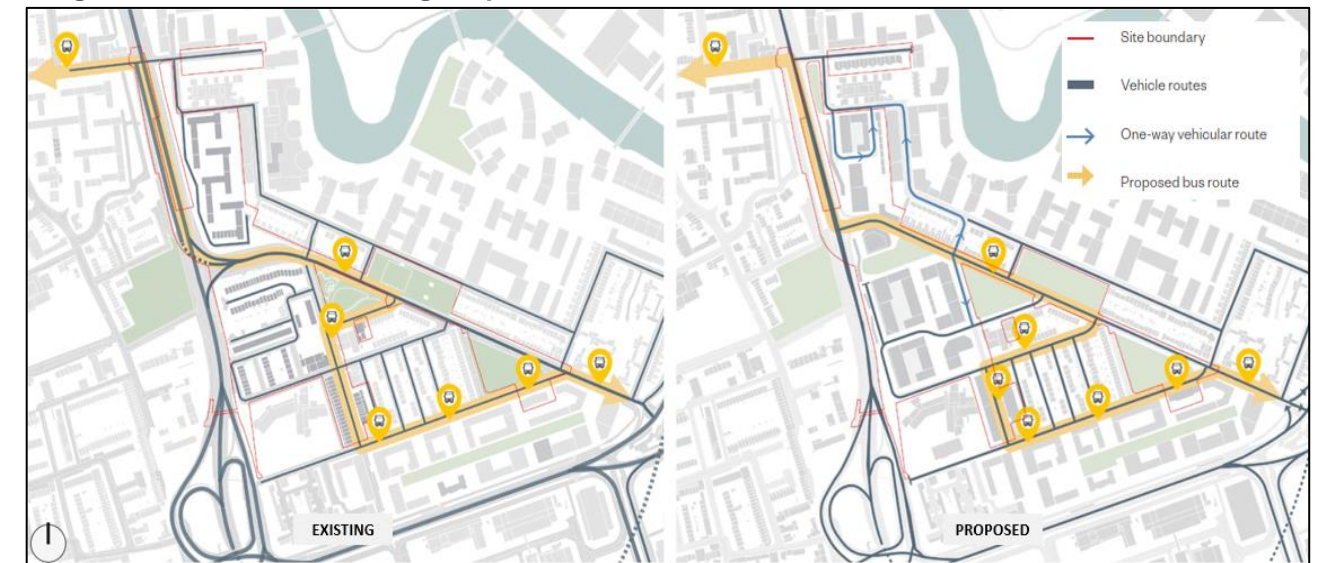 Site boundary
Vehicle routes
One-way vehicular route
Proposed bus route
EXISTING
PROPOSED